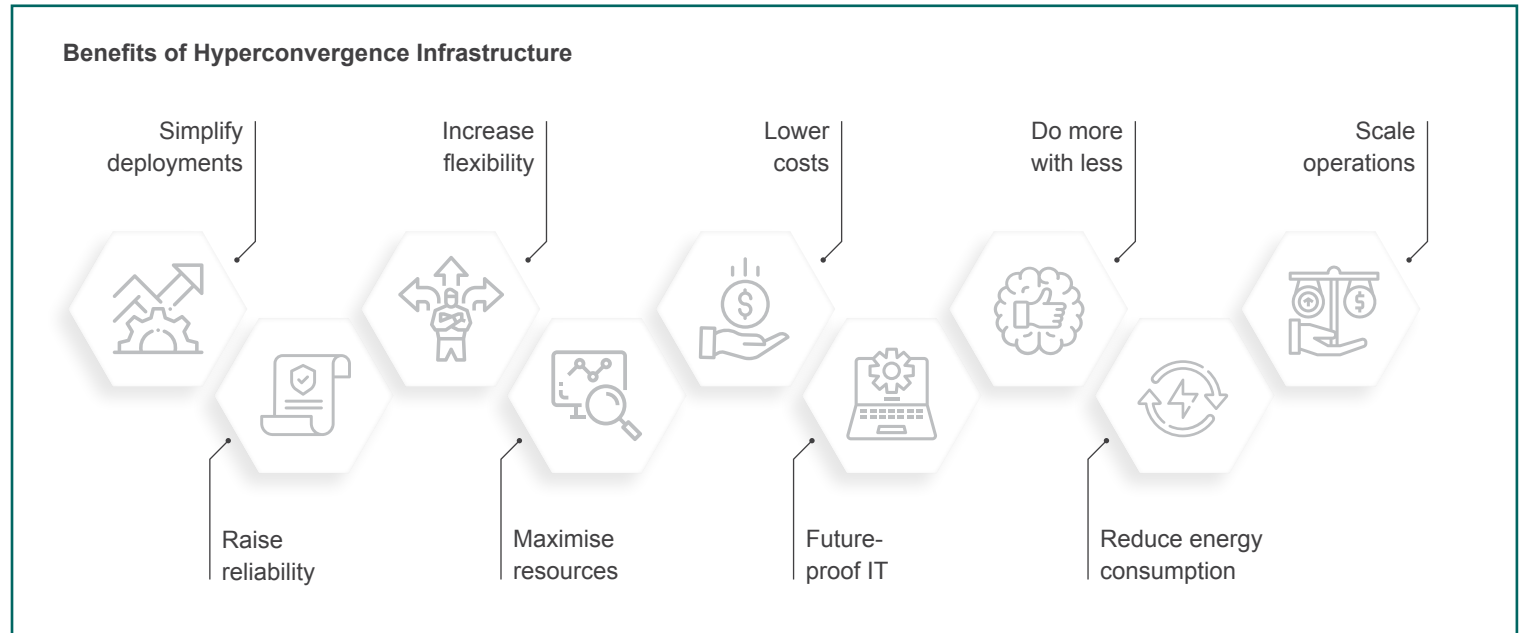 Benefits of Hyperconvergence Infrastructure
Simplify
deployments
Increase
flexibility
Lower
costs
Do more
with less
Scale
operations
$
$
Raise
reliability
Maximise
resources
Future-
proof IT
Reduce energy
consumption